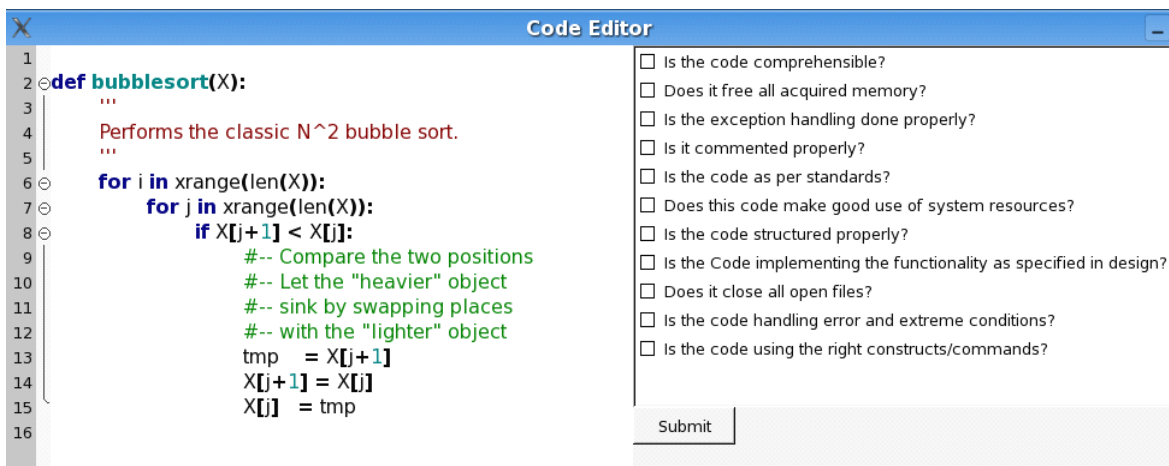 Code Editor
1
2 def bubblesort(X):
3 '''
4 Performs the classic N^2 bubble sort.
5 '''
6 for i in xrange(len(X)):
7 for j in xrange(len(X)):
8 if X[j+1] < X[j]:
9 #-- Compare the two positions
10 #-- Let the "heavier" object
11 #-- sink by swapping places
12 #-- with the "lighter" object
13 tmp = X[j+1]
14 X[j+1] = X[j]
15 X[j] = tmp
16
Is the code comprehensible?
Does it free all acquired memory?
Is the exception handling done properly?
Is it commented properly?
Is the code as per standards?
Does this code make good use of system resources?
Is the code structured properly?
Is the Code implementing the functionality as specified in design?
Does it close all open files?
Is the code handling error and extreme conditions?
Is the code using the right constructs/commands?
Submit